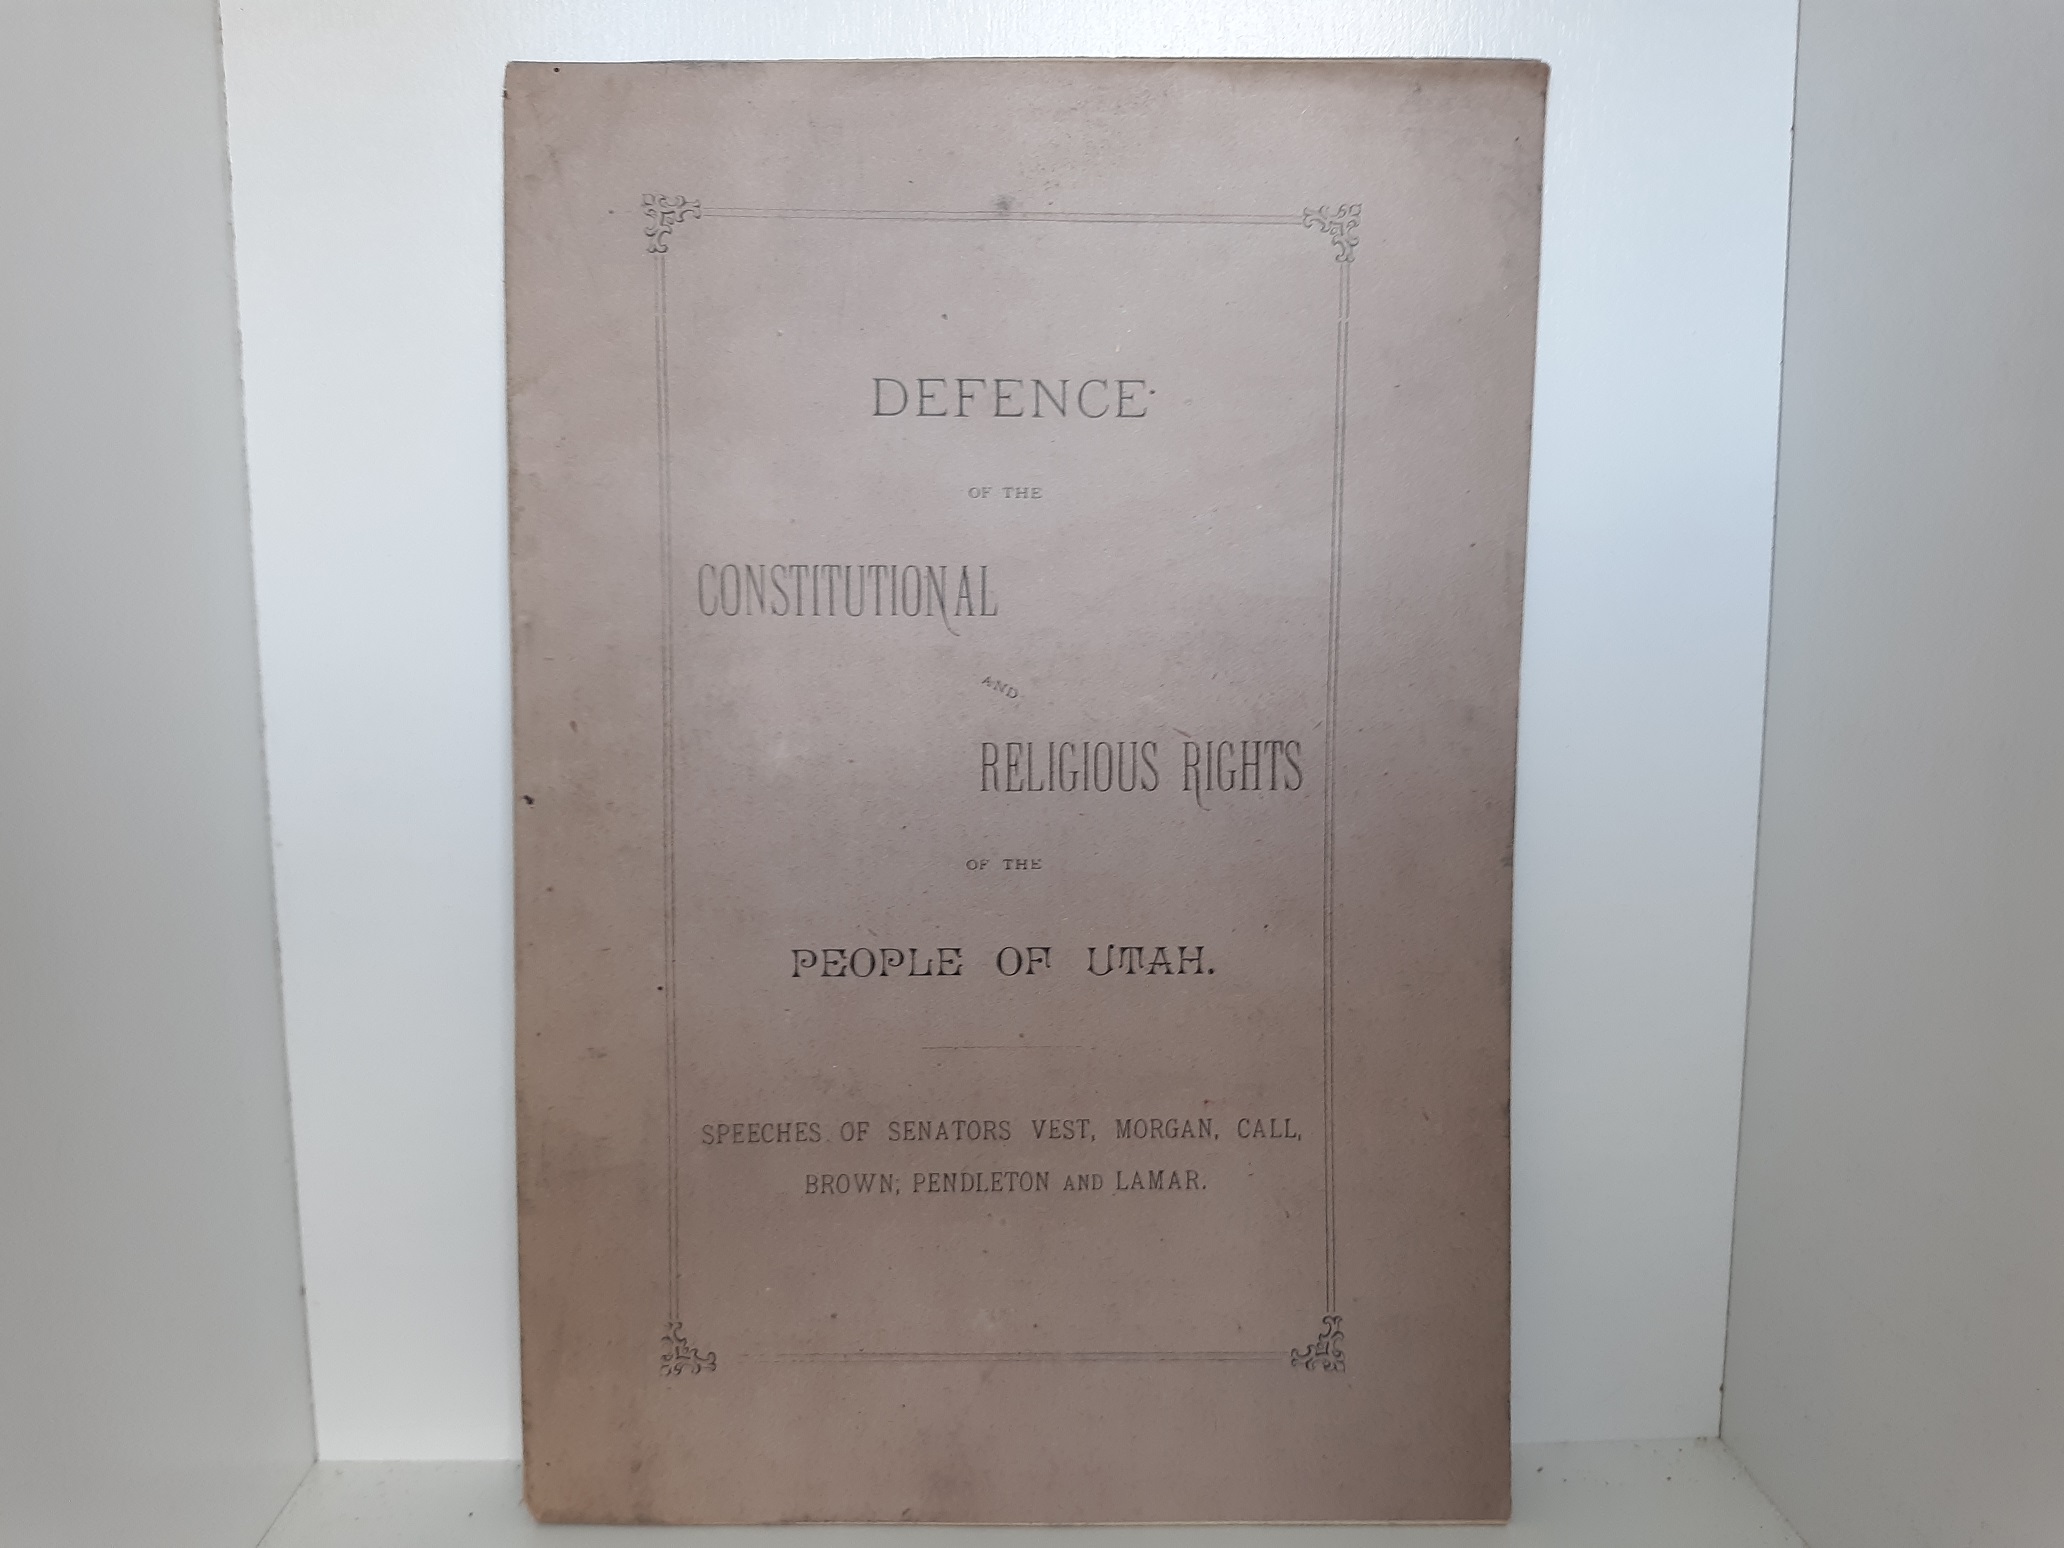 DEFENCE
OF THE
CONSTITUTIONAL
AND
RELIGIOUS RIGHTS
OF THE
PEOPLE OF UTAH.
SPEECHES OF SENATORS VEST, MORGAN, CALL,
BROWN, PENDLETON AND LAMAR.